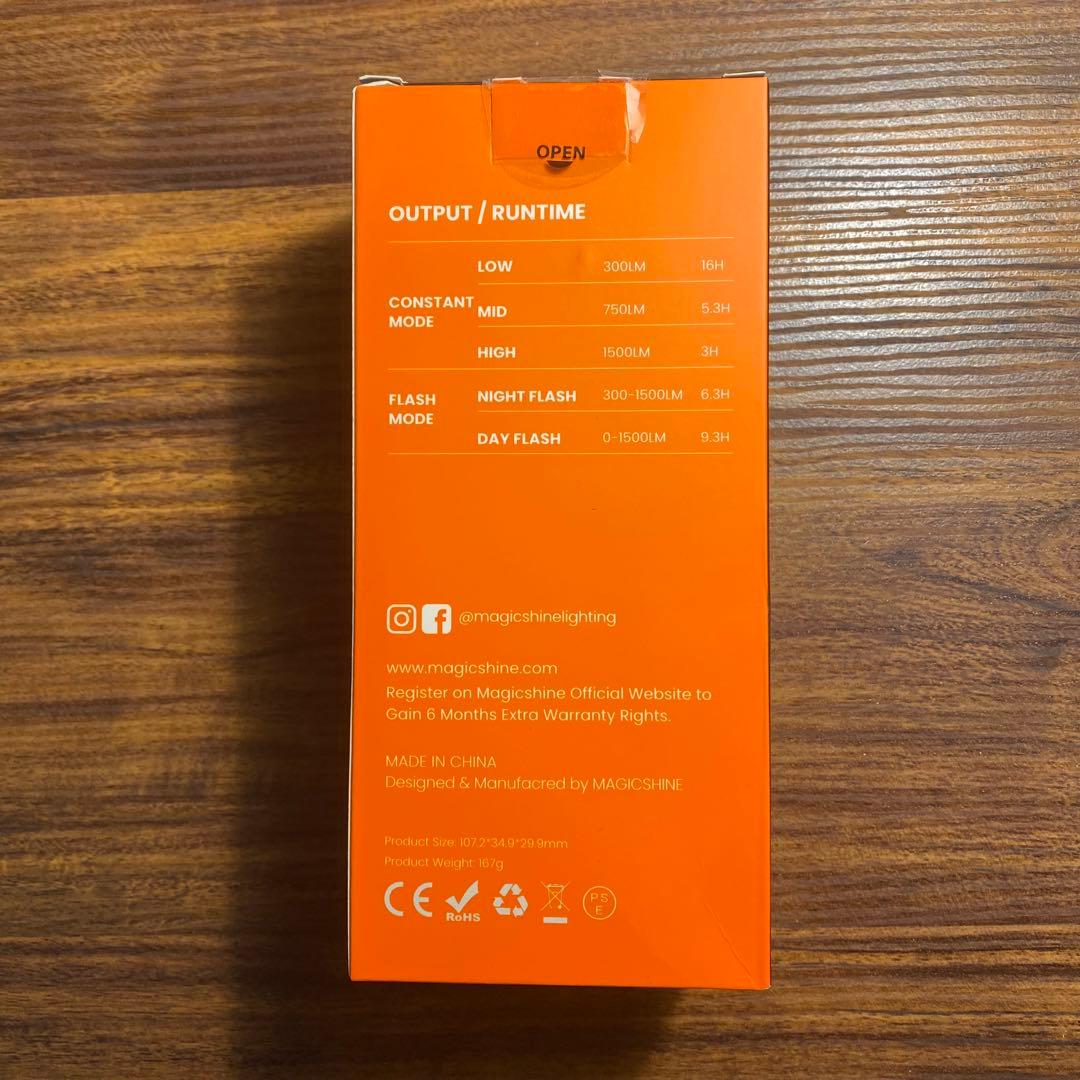 OPEN
OUTPUT / RUNTIME
CONSTANT MODE
LOW 300LM 16H
MID 750LM 5.3H
HIGH 1500LM 3H
FLASH MODE
NIGHT FLASH 300-1500LM 6.3H
DAY FLASH 0-1500LM 9.3H
@magicshinelighting
www.magicshine.com
Register on Magicshine Official Website to
Gain 6 Months Extra Warranty Rights.
MADE IN CHINA
Designed & Manufacred by MAGICSHINE
Product Size: 107.2*34.9*29.9mm
Product Weight: 167g
CE RoHS PS E